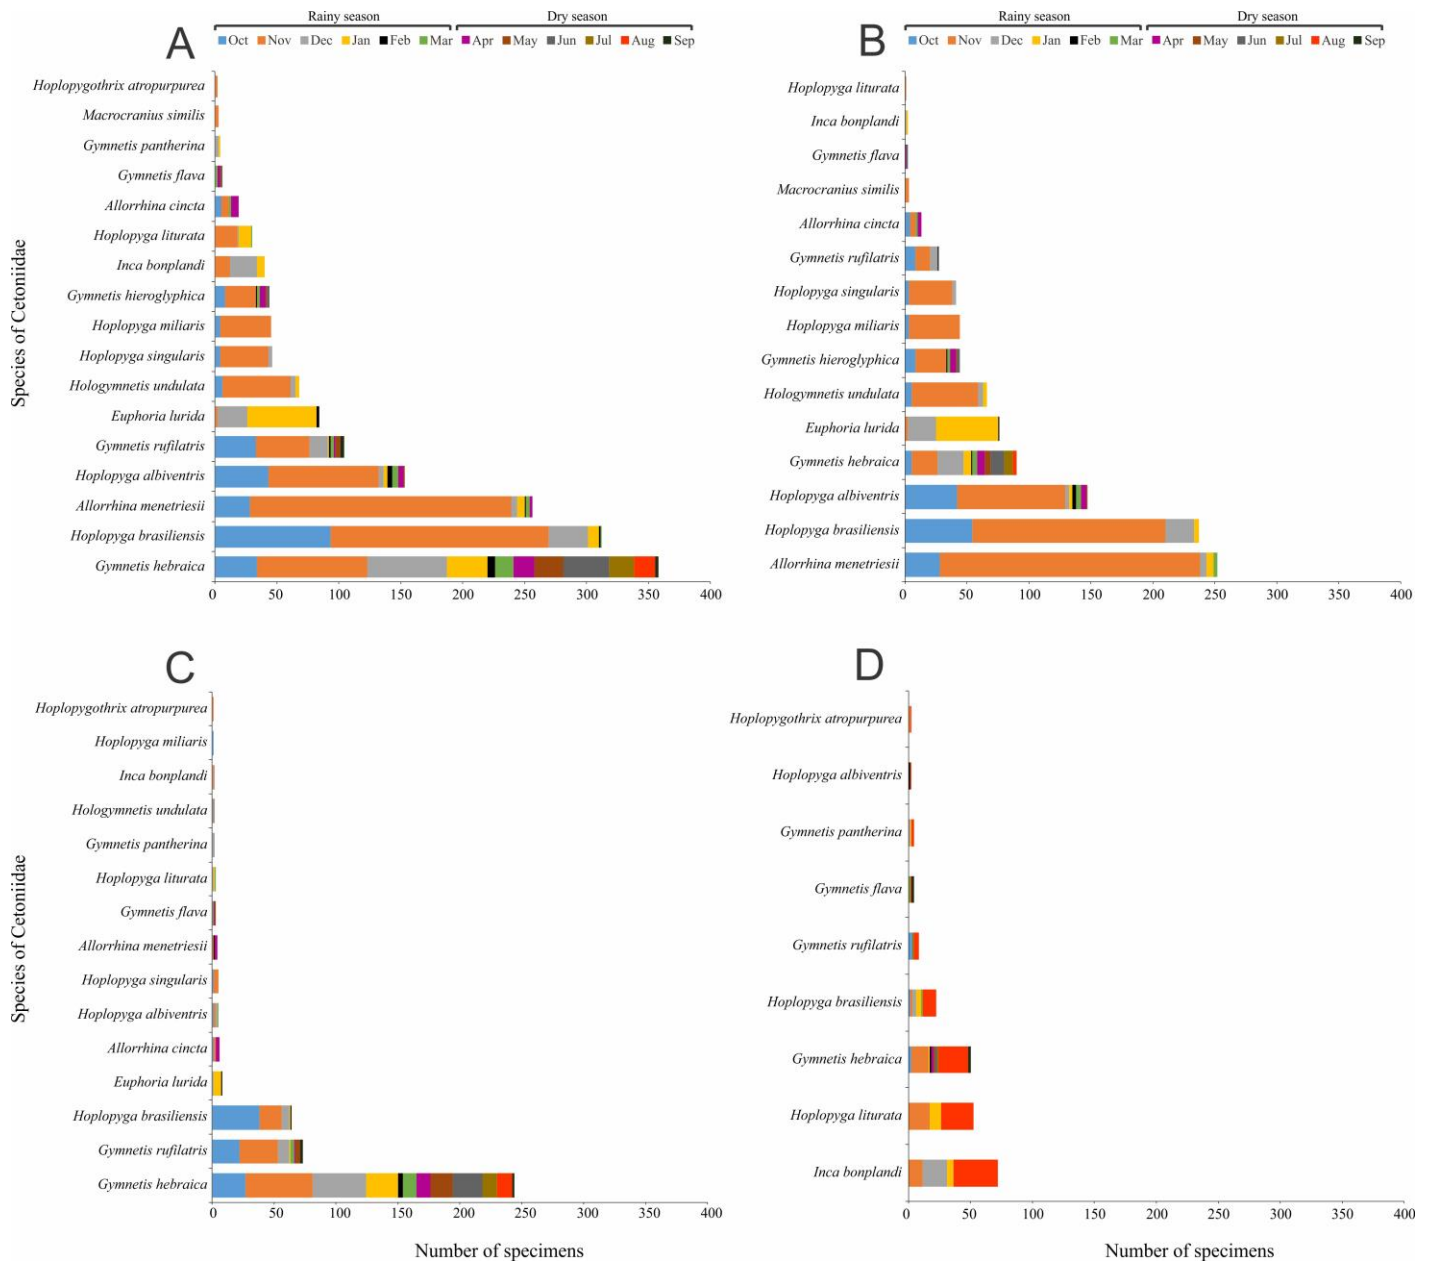 Rainy season Dry season
A Oct Nov Dec Jan Feb Mar Apr May Jun Jul Aug Sep
Hoplopygothrix atropurpurea
Macrocranius similis
Gymnetis pantherina
Gymnetis flava
Allorrhina cincta
Hoplopyga liturata
Inca bonplandi
Gymnetis hieroglyphica
Hoplopyga miliaris
Hoplopyga singularis
Hologymnetis undulata
Euphoria lurida
Gymnetis rufilatris
Hoplopyga albiventris
Allorrhina menetriesii
Hoplopyga brasiliensis
Gymnetis hebraica
0 50 100 150 200 250 300 350 400
Species of Cetoniidae
Rainy season Dry season
B Oct Nov Dec Jan Feb Mar Apr May Jun Jul Aug Sep
Hoplopyga liturata
Inca bonplandi
Gymnetis flava
Macrocranius similis
Allorrhina cincta
Gymnetis rufilatris
Hoplopyga singularis
Hoplopyga miliaris
Gymnetis hieroglyphica
Hologymnetis undulata
Euphoria lurida
Gymnetis hebraica
Hoplopyga albiventris
Hoplopyga brasiliensis
Allorrhina menetriesii
0 50 100 150 200 250 300 350 400
C
Hoplopygothrix atropurpurea
Hoplopyga miliaris
Inca bonplandi
Hologymnetis undulata
Gymnetis pantherina
Hoplopyga liturata
Gymnetis flava
Allorrhina menetriesii
Hoplopyga singularis
Hoplopyga albiventris
Allorrhina cincta
Euphoria lurida
Hoplopyga brasiliensis
Gymnetis rufilatris
Gymnetis hebraica
0 50 100 150 200 250 300 350 400
Species of Cetoniidae
Number of specimens
D
Hoplopygothrix atropurpurea
Hoplopyga albiventris
Gymnetis pantherina
Gymnetis flava
Gymnetis rufilatris
Hoplopyga brasiliensis
Gymnetis hebraica
Hoplopyga liturata
Inca bonplandi
0 50 100 150 200 250 300 350 400
Number of specimens